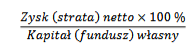 Zysk (strata) netto × 100 %
Kapitał (fundusz) własny